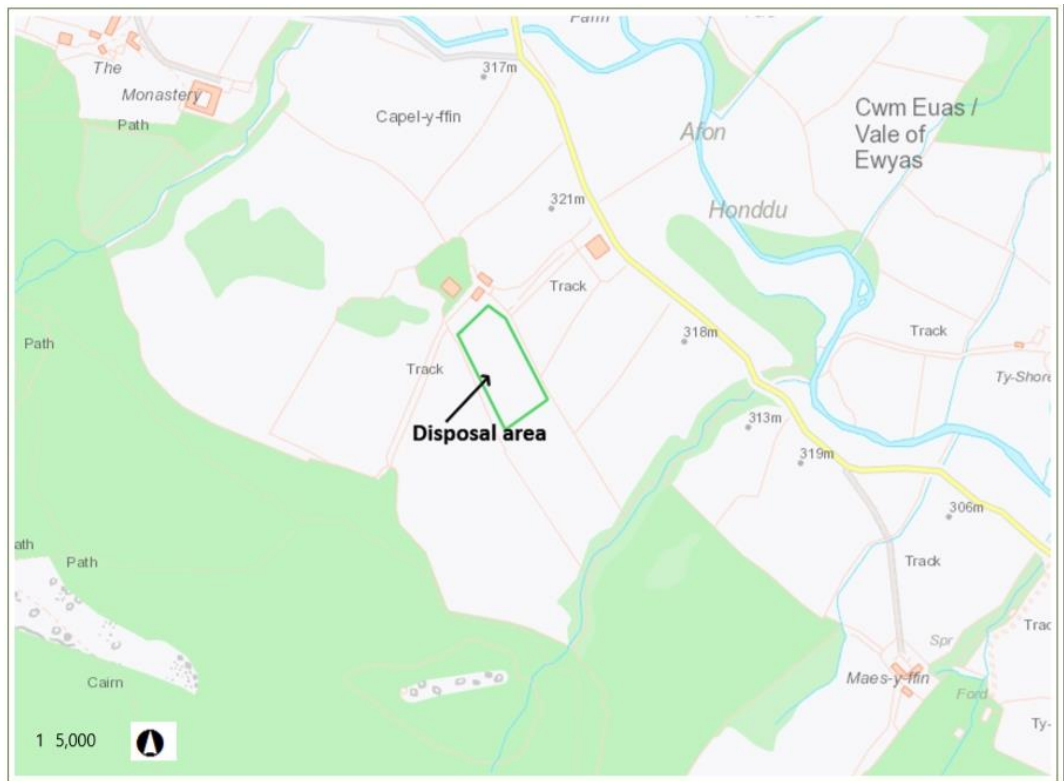 Farm
The
Monastery
Path
317m
Capel-y-ffin
Cwm Euas /
Vale of
Ewyas
Afon
Honddu
321m
Track
318m
Track
Ty-Shore
Path
Track
Disposal area
313m
319m
306m
Track
ath
Path
Cairn
Spr
Trac
Maes-y-ffin
Ford
Ty-
1 5,000